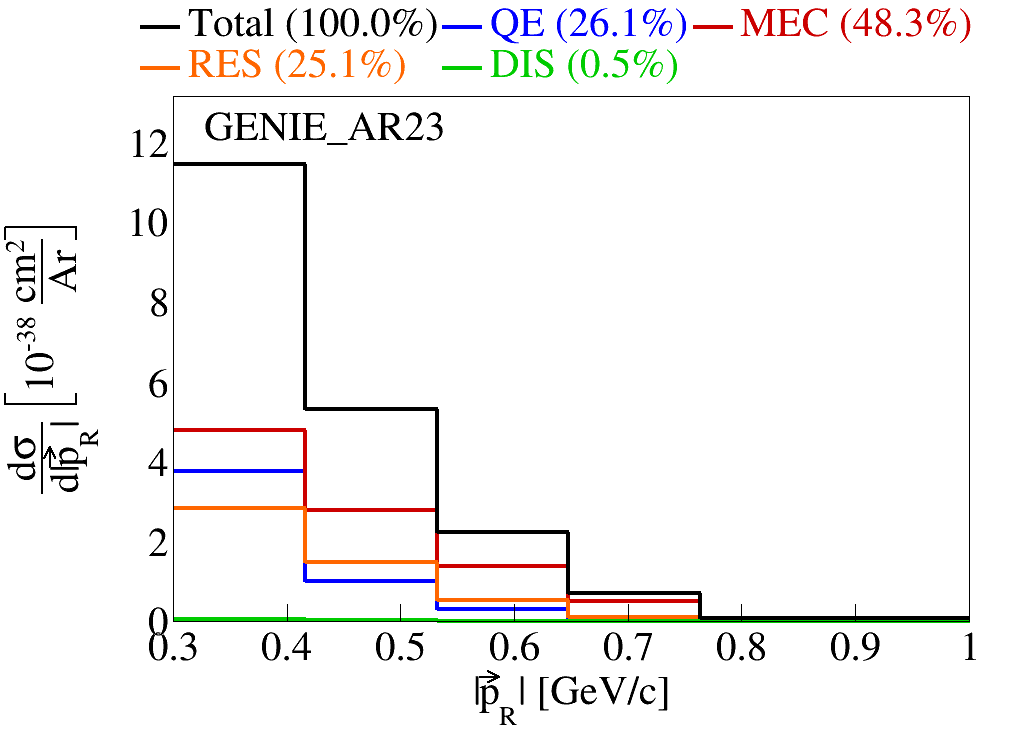 Total (100.0%) QE (26.1%) MEC (48.3%)
RES (25.1%) DIS (0.5%)
GENIE_AR23
12
10
8
6
4
2
0
0.3 0.4 0.5 0.6 0.7 0.8 0.9 1
|p⃗_R| [GeV/c]
dσ/d|p⃗_R| [10^-38 cm^2/Ar]